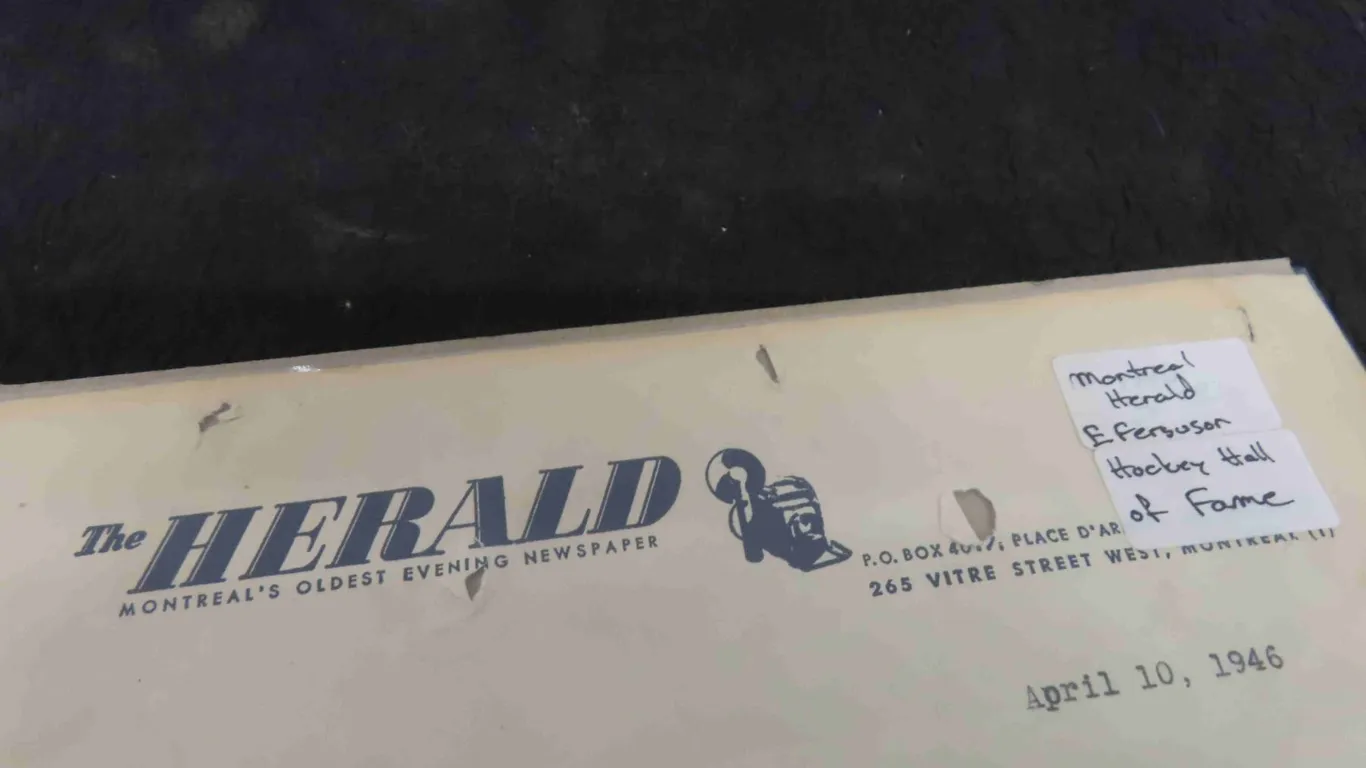 The HERALD
MONTREAL'S OLDEST EVENING NEWSPAPER
P.O. BOX PLACE D'AR
265 VITRE STREET WEST, MONTREAL (1)
April 10, 1946
Montreal
Herald
E Ferguson
Hockey Hall
of Fame